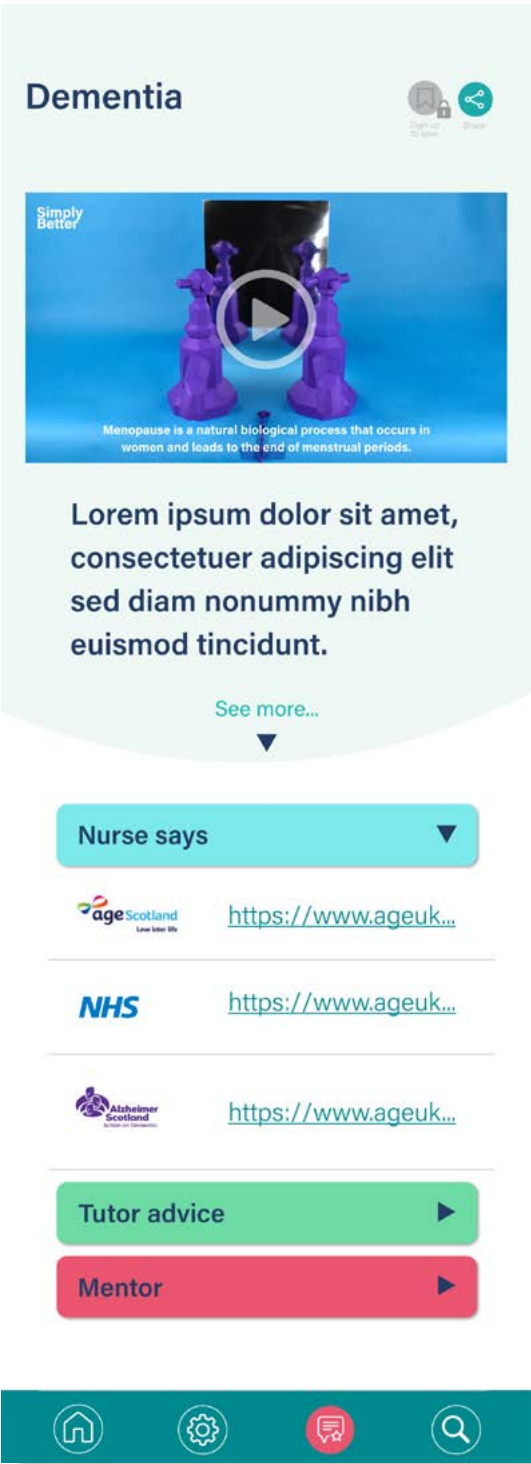 Dementia
Sign up
to save
Share
Simply
Better
Menopause is a natural biological process that occurs in
women and leads to the end of menstrual periods.
Lorem ipsum dolor sit amet,
consectetuer adipiscing elit
sed diam nonummy nibh
euismod tincidunt.
See more...
Nurse says
age Scotland
Love later life
https://www.ageuk...
NHS
https://www.ageuk...
Alzheimer
Scotland
Action on Dementia
https://www.ageuk...
Tutor advice
Mentor